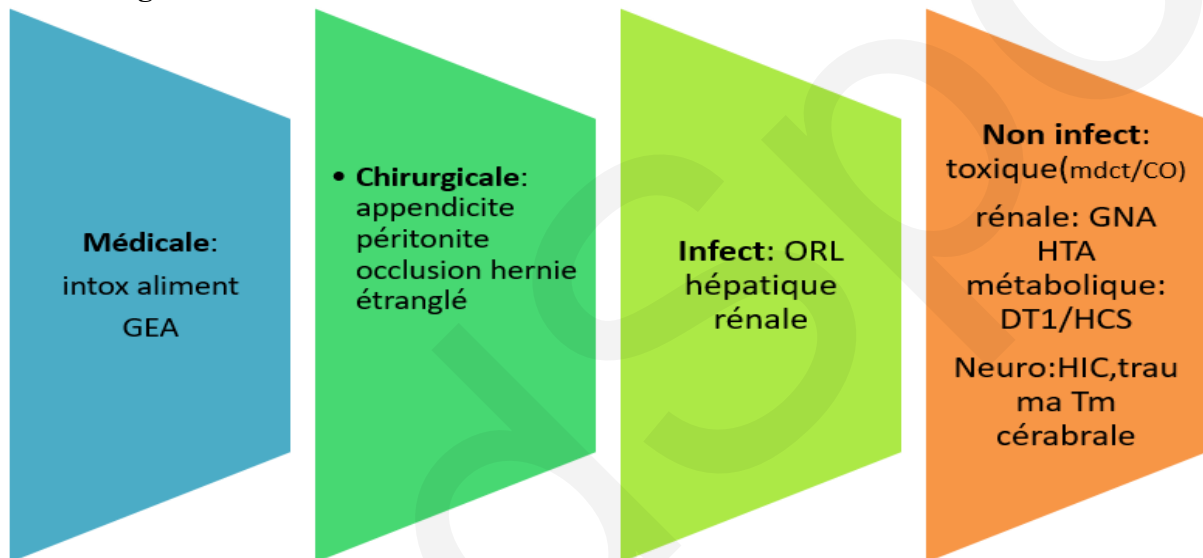 Médicale:
intox aliment
GEA
• Chirurgicale:
appendicite
péritonite
occlusion hernie
étranglé
Infect: ORL
hépatique
rénale
Non infect:
toxique(mdct/CO)
rénale: GNA
HTA
métabolique:
DT1/HCS
Neuro:HIC,trau
ma Tm
cérabrale